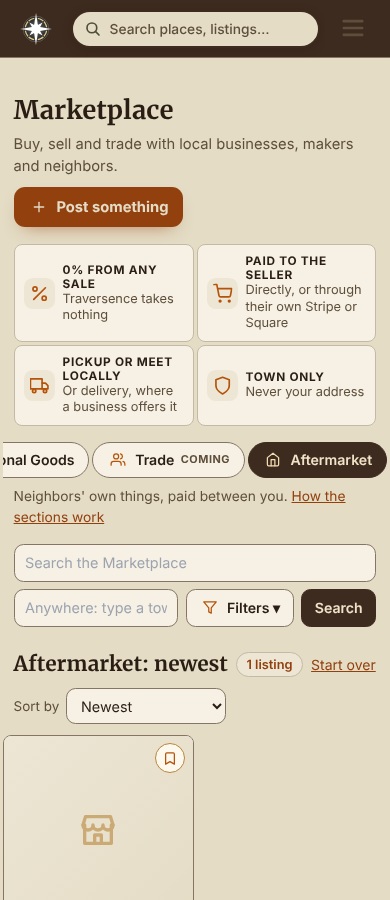 Search places, listings...
Marketplace
Buy, sell and trade with local businesses, makers
and neighbors.
+ Post something
0% FROM ANY
SALE
Traversence takes
nothing
PAID TO THE
SELLER
Directly, or through
their own Stripe or
Square
PICKUP OR MEET
LOCALLY
Or delivery, where
a business offers it
TOWN ONLY
Never your address
onal Goods
Trade COMING
Aftermarket
Neighbors' own things, paid between you. How the
sections work
Search the Marketplace
Anywhere: type a tow
Filters ▾
Search
Aftermarket: newest
1 listing
Start over
Sort by
Newest